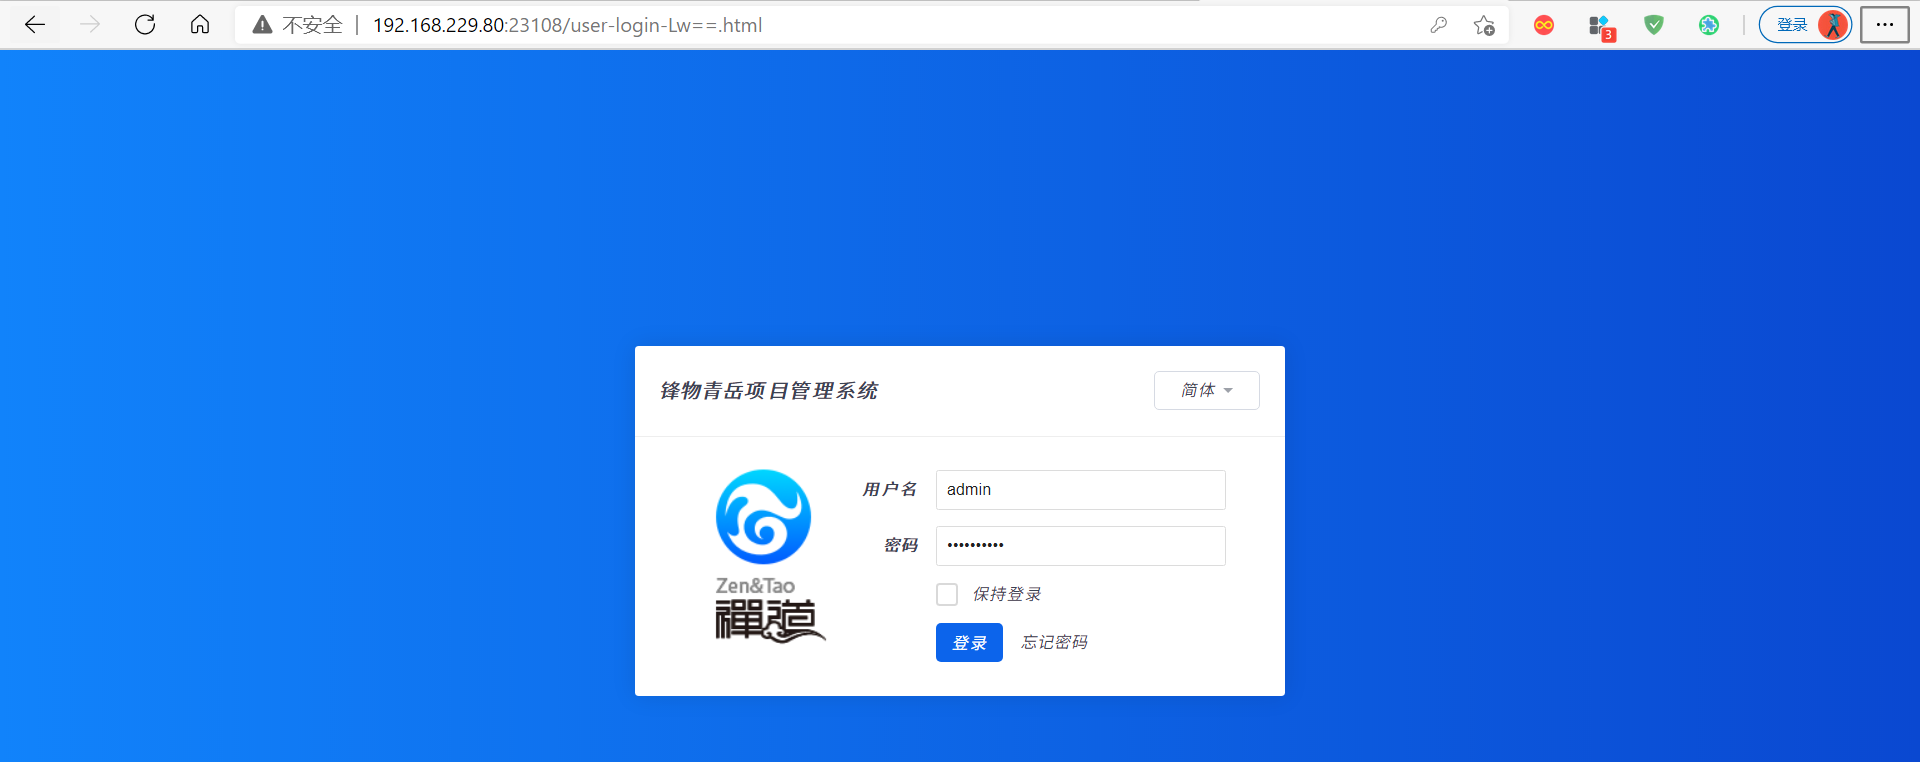 不安全 | 192.168.229.80:23108/user-login-Lw==.html
3
登录
锋物青岳项目管理系统
简体
Zen&Tao
禪道
用户名
admin
密码
••••••••••
保持登录
登录
忘记密码